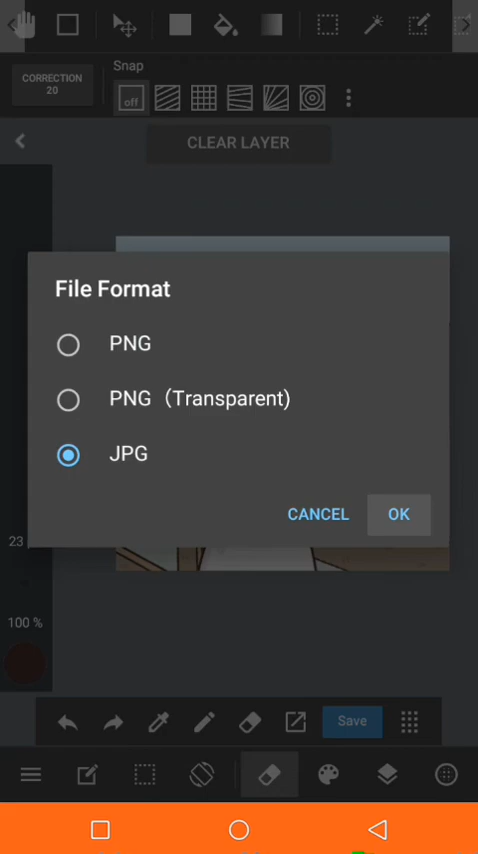 Snap
CORRECTION
20
off
CLEAR LAYER
File Format
PNG
PNG（Transparent)
JPG
CANCEL
OK
23
100 %
Save